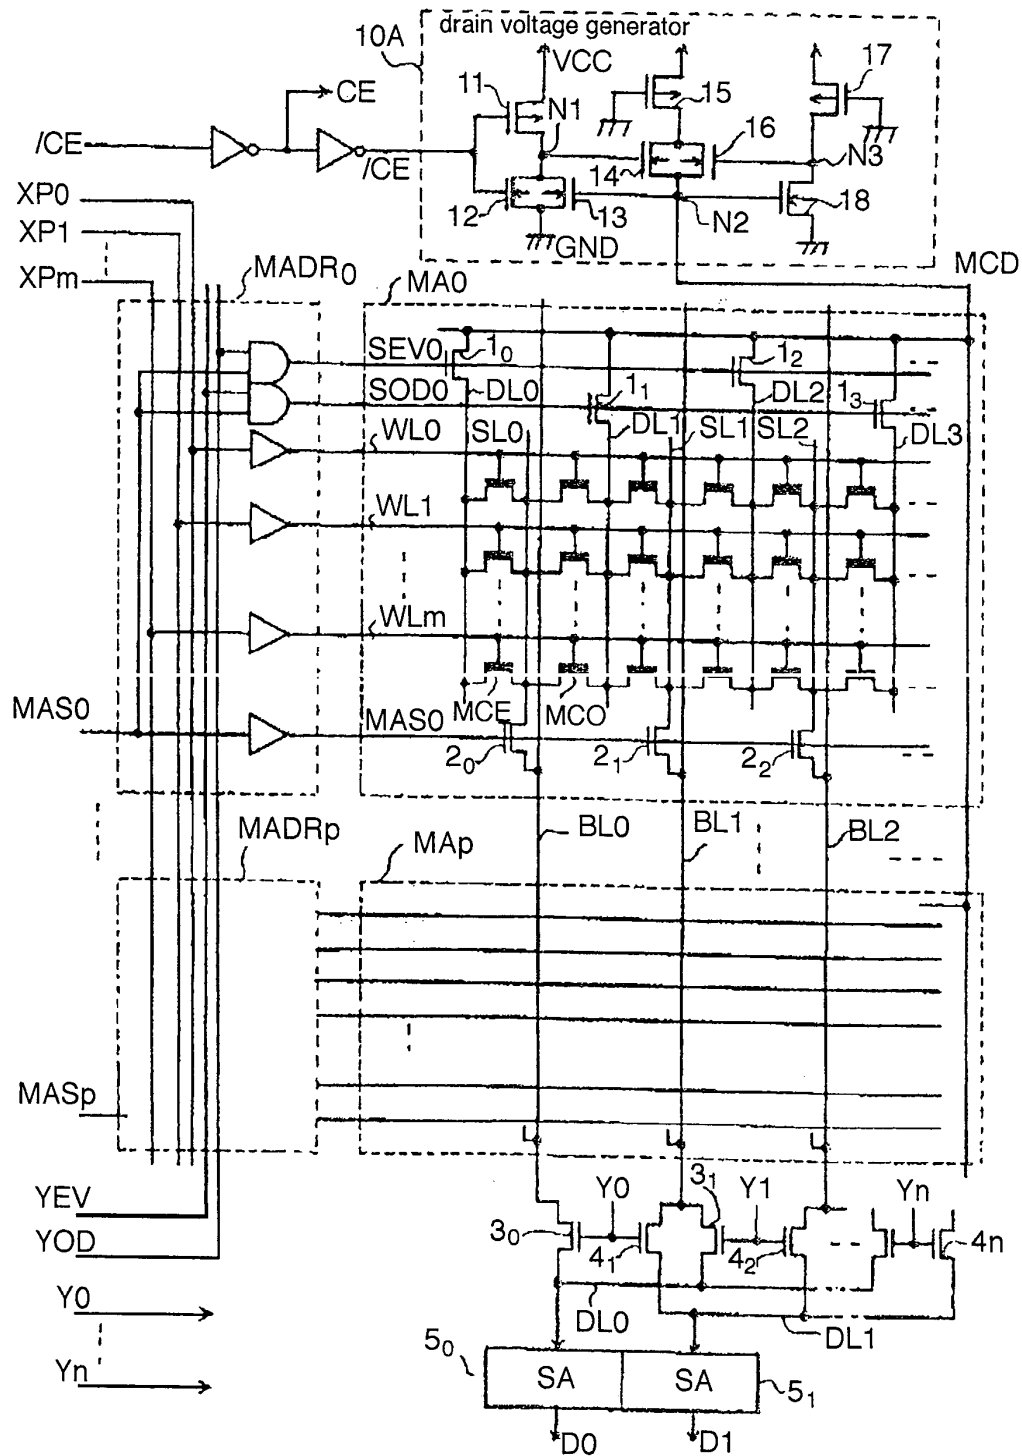 drain voltage generator
10A
VCC
17
CE
11
15
N1
16
/CE
/CE
14
N3
XP0
12
13
N2
18
XP1
GND
MCD
XPm
MADR0
MA0
SEV0
10
12
SOD0
DL0
11
DL2
13
WL0
SL0
DL1
SL1
SL2
DL3
WL1
WLm
MAS0
MCE
MCO
MAS0
20
21
22
BL0
BL1
BL2
MADRp
MAp
MASp
YEV
Y0
31
Y1
Yn
YOD
30
41
42
4n
Y0
DL0
DL1
Yn
50
SA
SA
51
D0
D1